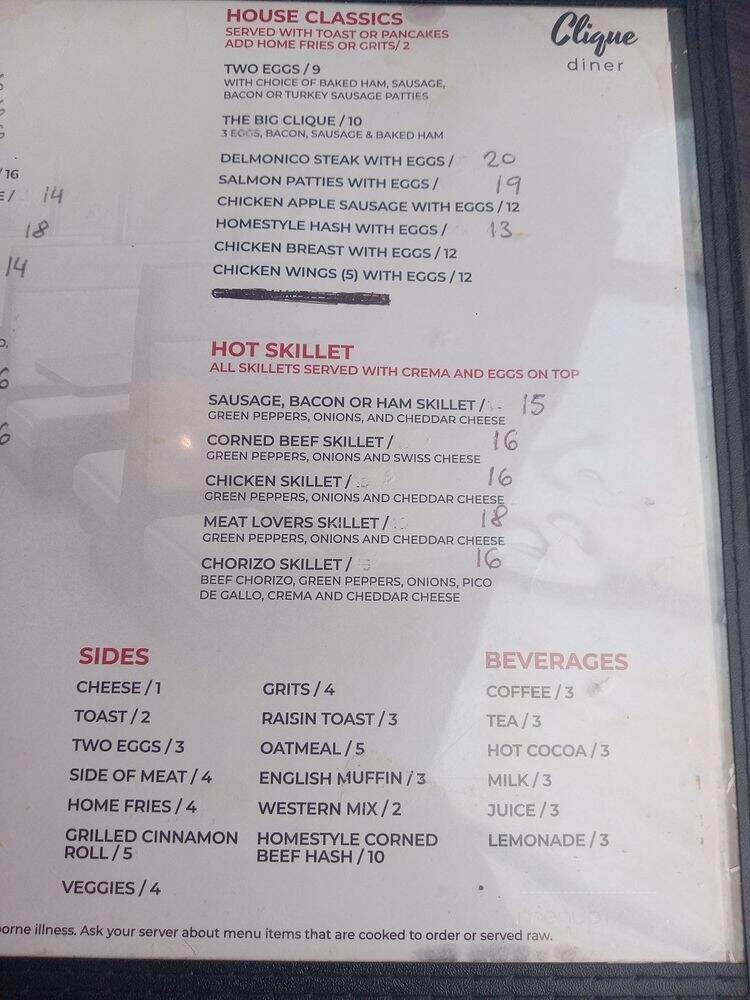 Clique
diner
HOUSE CLASSICS
SERVED WITH TOAST OR PANCAKES
ADD HOME FRIES OR GRITS/ 2
TWO EGGS / 9
WITH CHOICE OF BAKED HAM, SAUSAGE,
BACON OR TURKEY SAUSAGE PATTIES
THE BIG CLIQUE / 10
3 EGGS, BACON, SAUSAGE & BAKED HAM
DELMONICO STEAK WITH EGGS / 20
SALMON PATTIES WITH EGGS / 19
CHICKEN APPLE SAUSAGE WITH EGGS / 12
HOMESTYLE HASH WITH EGGS / 13
CHICKEN BREAST WITH EGGS / 12
CHICKEN WINGS (5) WITH EGGS / 12
/ 16
E / 14
18
14
HOT SKILLET
ALL SKILLETS SERVED WITH CREMA AND EGGS ON TOP
SAUSAGE, BACON OR HAM SKILLET / 15
GREEN PEPPERS, ONIONS, AND CHEDDAR CHEESE
CORNED BEEF SKILLET / 16
GREEN PEPPERS, ONIONS AND SWISS CHEESE
CHICKEN SKILLET / 16
GREEN PEPPERS, ONIONS AND CHEDDAR CHEESE
MEAT LOVERS SKILLET / 18
GREEN PEPPERS, ONIONS AND CHEDDAR CHEESE
CHORIZO SKILLET / 16
BEEF CHORIZO, GREEN PEPPERS, ONIONS, PICO
DE GALLO, CREMA AND CHEDDAR CHEESE
SIDES
CHEESE / 1
TOAST / 2
TWO EGGS / 3
SIDE OF MEAT / 4
HOME FRIES / 4
GRILLED CINNAMON
ROLL / 5
VEGGIES / 4
GRITS / 4
RAISIN TOAST / 3
OATMEAL / 5
ENGLISH MUFFIN / 3
WESTERN MIX / 2
HOMESTYLE CORNED
BEEF HASH / 10
BEVERAGES
COFFEE / 3
TEA / 3
HOT COCOA / 3
MILK / 3
JUICE / 3
LEMONADE / 3
orne illness. Ask your server about menu items that are cooked to order or served raw.